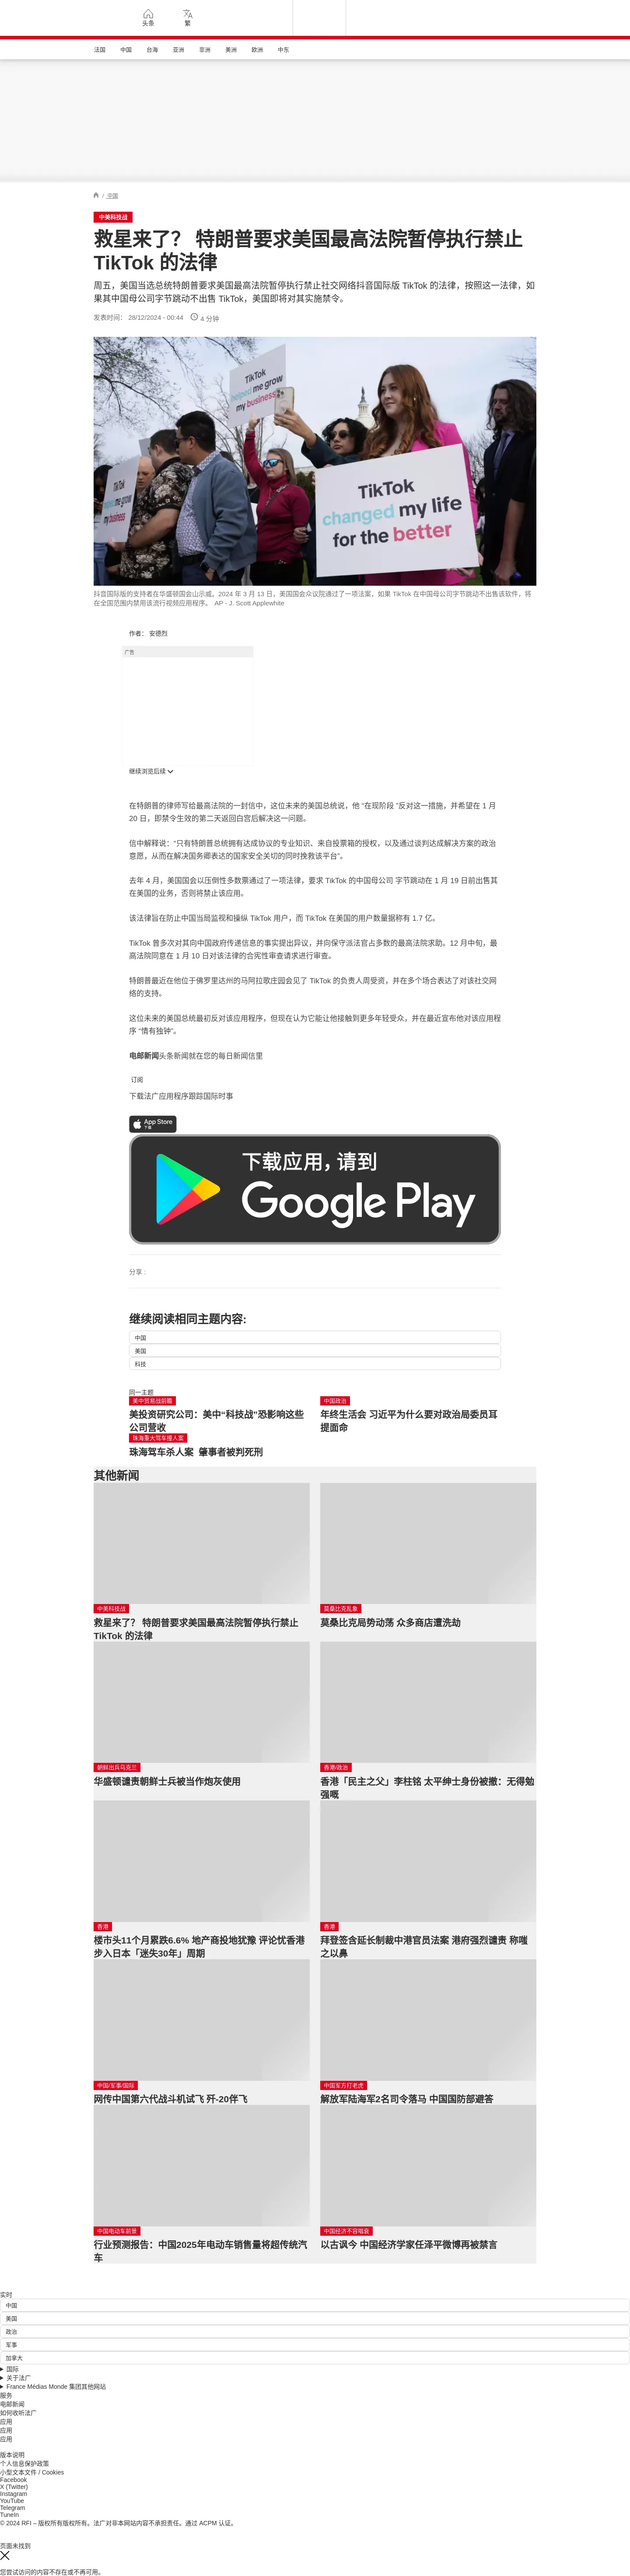 头条
繁
法国
中国
台海
亚洲
非洲
美洲
欧洲
中东
/ 中国
中美科技战
救星来了？ 特朗普要求美国最高法院暂停执行禁止
TikTok 的法律
周五，美国当选总统特朗普要求美国最高法院暂停执行禁止社交网络抖音国际版 TikTok 的法律，按照这一法律，如
果其中国母公司字节跳动不出售 TikTok，美国即将对其实施禁令。
发表时间： 28/12/2024 - 00:44
4 分钟
TikTok
helped me grow
my business
TikTok
helped me grow
my business
TikTok
changed my life
for the better
抖音国际版的支持者在华盛顿国会山示威。2024 年 3 月 13 日，美国国会众议院通过了一项法案，如果 TikTok 在中国母公司字节跳动不出售该软件，将
在全国范围内禁用该流行视频应用程序。 AP - J. Scott Applewhite
作者： 安德烈
广告
继续浏览后续
在特朗普的律师写给最高法院的一封信中，这位未来的美国总统说，他 “在现阶段 “反对这一措施，并希望在 1 月
20 日，即禁令生效的第二天返回白宫后解决这一问题。
信中解释说：“只有特朗普总统拥有达成协议的专业知识、来自投票箱的授权，以及通过谈判达成解决方案的政治
意愿，从而在解决国务卿表达的国家安全关切的同时挽救该平台”。
去年 4 月，美国国会以压倒性多数票通过了一项法律，要求 TikTok 的中国母公司 字节跳动在 1 月 19 日前出售其
在美国的业务，否则将禁止该应用。
该法律旨在防止中国当局监视和操纵 TikTok 用户，而 TikTok 在美国的用户数量据称有 1.7 亿。
TikTok 曾多次对其向中国政府传递信息的事实提出异议，并向保守派法官占多数的最高法院求助。12 月中旬，最
高法院同意在 1 月 10 日对该法律的合宪性审查请求进行审查。
特朗普最近在他位于佛罗里达州的马阿拉歌庄园会见了 TikTok 的负责人周受资，并在多个场合表达了对该社交网
络的支持。
这位未来的美国总统最初反对该应用程序，但现在认为它能让他接触到更多年轻受众，并在最近宣布他对该应用程
序 “情有独钟”。
电邮新闻头条新闻就在您的每日新闻信里
订阅
下载法广应用程序跟踪国际时事
App Store
下载
下载应用，请到
Google Play
分享 :
继续阅读相同主题内容:
中国
美国
科技
同一主题
美中贸易战前瞻
美投资研究公司：美中“科技战”恐影响这些
公司营收
中国政治
年终生活会 习近平为什么要对政治局委员耳
提面命
珠海重大驾车撞人案
珠海驾车杀人案 肇事者被判死刑
其他新闻
中美科技战
救星来了？ 特朗普要求美国最高法院暂停执行禁止
TikTok 的法律
莫桑比克乱象
莫桑比克局势动荡 众多商店遭洗劫
朝鲜出兵乌克兰
华盛顿谴责朝鲜士兵被当作炮灰使用
香港/政治
香港「民主之父」李柱铭 太平绅士身份被撤：无得勉
强嘅
香港
楼市头11个月累跌6.6% 地产商投地犹豫 评论忧香港
步入日本「迷失30年」周期
香港
拜登签含延长制裁中港官员法案 港府强烈谴责 称嗤
之以鼻
中国/军事/国际
网传中国第六代战斗机试飞 歼-20伴飞
中国军方打老虎
解放军陆海军2名司令落马 中国国防部避答
中国电动车前景
行业预测报告：中国2025年电动车销售量将超传统汽
车
中国经济不容唱衰
以古讽今 中国经济学家任泽平微博再被禁言
实时
中国
美国
政治
军事
加拿大
国际
关于法广
France Médias Monde 集团其他网站
服务
电邮新闻
如何收听法广
应用
应用
应用
版本说明
个人信息保护政策
小型文本文件 / Cookies
Facebook
X (Twitter)
Instagram
YouTube
Telegram
TuneIn
© 2024 RFI – 版权所有版权所有。法广对非本网站内容不承担责任。通过 ACPM 认证。
页面未找到
您尝试访问的内容不存在或不再可用。